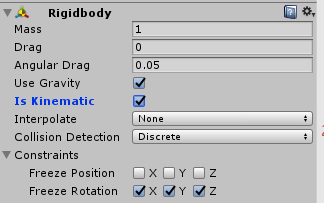 Rigidbody
Mass 1
Drag 0
Angular Drag 0.05
Use Gravity
Is Kinematic
Interpolate None
Collision Detection Discrete
Constraints
Freeze Position X Y Z
Freeze Rotation X Y Z